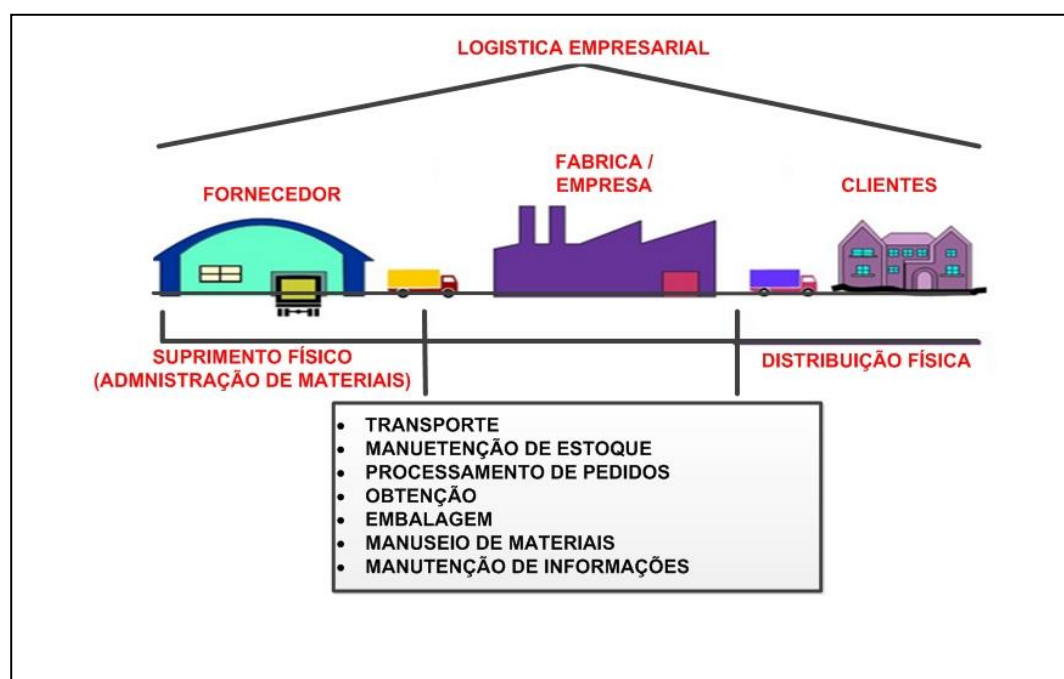 LOGISTICA EMPRESARIAL
FORNECEDOR
FABRICA /
EMPRESA
CLIENTES
SUPRIMENTO FÍSICO
(ADMNISTRAÇÃO DE MATERIAIS)
DISTRIBUIÇÃO FÍSICA
• TRANSPORTE
• MANUETENÇÃO DE ESTOQUE
• PROCESSAMENTO DE PEDIDOS
• OBTENÇÃO
• EMBALAGEM
• MANUSEIO DE MATERIAIS
• MANUTENÇÃO DE INFORMAÇÕES